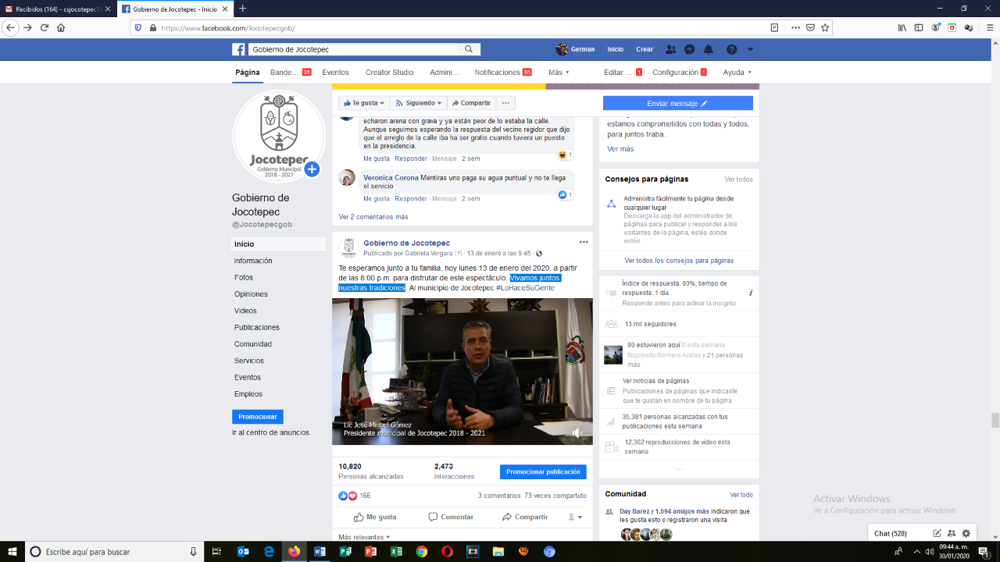 Recibidos (164) - csjocotepec18
Gobierno de Jocotepec - Inicio
https://www.facebook.com/Jocotepecgob/
Gobierno de Jocotepec
German
Inicio
Crear
Página
Bande... 36
Eventos
Creator Studio
Admini...
Notificaciones 36
Más
Editar ... 1
Configuración 1
Ayuda
Jocotepec
Gobierno Municipal
2018 - 2021
Gobierno de
Jocotepec
@Jocotepecgob
Inicio
Información
Fotos
Opiniones
Videos
Publicaciones
Comunidad
Servicios
Eventos
Empleos
Promocionar
Ir al centro de anuncios
Te gusta
Siguiendo
Compartir
Enviar mensaje
echaron arena con grava y ya están peor de lo estaba la calle.
Aunque seguimos esperando la respuesta del vecino regidor que dijo
que el arreglo de la calle iba ha ser gratis cuando tuviera un puesto
en la presidencia.
1
Me gusta · Responder · Mensaje · 2 sem
Veronica Corona Mentiras uno paga su agua puntual y no te llega
el servicio
1
Me gusta · Responder · Mensaje · 2 sem
Ver 2 comentarios más
Gobierno de Jocotepec
Publicado por Gabriela Vergara [?] · 13 de enero a las 9:45 ·
Te esperamos junto a tu familia, hoy lunes 13 de enero del 2020, a partir
de las 8:00 p.m. para disfrutar de este espectáculo. Vivamos juntos
nuestras tradiciones. Al municipio de Jocotepec #LoHaceSuGente
Lic José Miguel Gómez
Presidente municipal de Jocotepec 2018 - 2021
10,820
Personas alcanzadas
2,473
Interacciones
Promocionar publicación
166
3 comentarios 73 veces compartido
Me gusta
Comentar
Compartir
Más relevantes
estamos comprometidos con todas y todos,
para juntos traba...
Ver más
Consejos para páginas
Ver todos
Administra fácilmente tu página desde
cualquier lugar
Descarga la app del administrador de
páginas para publicar y responder a los
visitantes de la página, estés donde
estés.
Ver todos los consejos para páginas
Índice de respuesta: 90%; tiempo de
respuesta: 1 día
Responde antes para activar la insignia
13 mil seguidores
90 estuvieron aquí 0 esta semana
Rigoberto Romero Avalos y 21 personas
más
Ver noticias de páginas
Publicaciones de páginas que indicaste
que te gustan en nombre de tu página
35,381 personas alcanzadas con tus
publicaciones esta semana
12,302 reproducciones de video esta
semana
Comunidad
Ver todo
Day Barez y 1,094 amigos más indicaron que
les gusta esto o registraron una visita
Activar Windows
Ve a Configuración para activar Windows.
Chat (528)
Escribe aquí para buscar
09:44 a. m.
30/01/2020
1